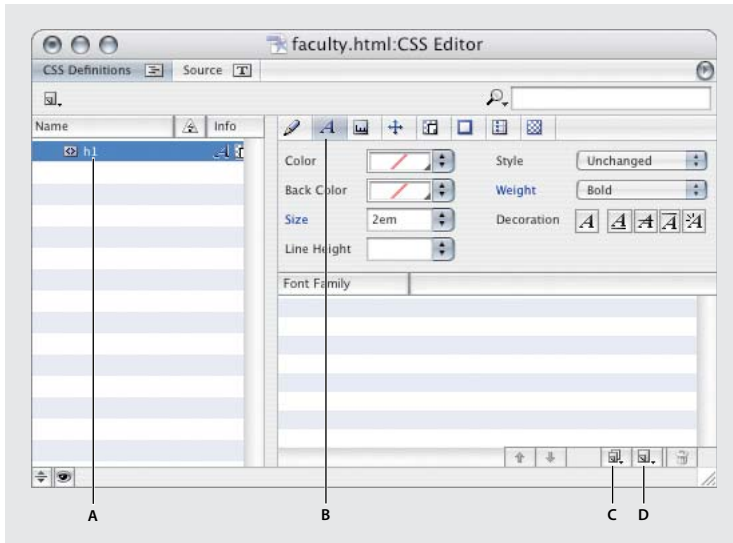 faculty.html:CSS Editor
CSS Definitions Source T
Name Info
h1
Color Style Unchanged
Back Color Weight Bold
Size 2em Decoration A A A A A
Line Height
Font Family
A B C D